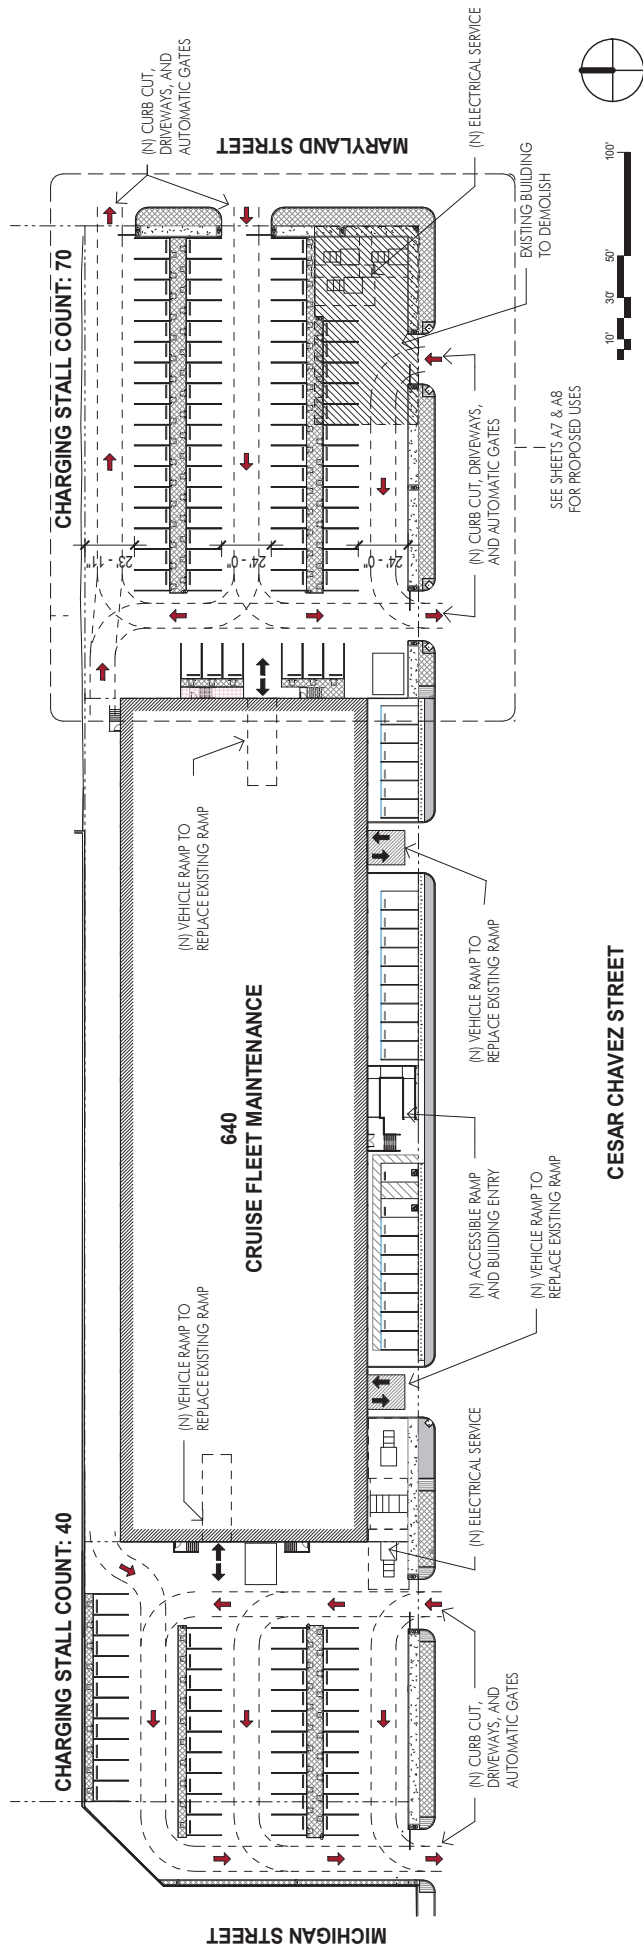 MICHIGAN STREET
CHARGING STALL COUNT: 40
(N) CURB CUT,
DRIVEWAYS, AND
AUTOMATIC GATES
(N) ELECTRICAL SERVICE
(N) VEHICLE RAMP TO
REPLACE EXISTING RAMP
(N) VEHICLE RAMP TO
REPLACE EXISTING RAMP
(N) ACCESSIBLE RAMP
AND BUILDING ENTRY
640
CRUISE FLEET MAINTENANCE
CESAR CHAVEZ STREET
(N) VEHICLE RAMP TO
REPLACE EXISTING RAMP
(N) VEHICLE RAMP TO
REPLACE EXISTING RAMP
CHARGING STALL COUNT: 70
23' - 11"
24' - 0"
24' - 0"
(N) CURB CUT, DRIVEWAYS,
AND AUTOMATIC GATES
SEE SHEETS A7 & A8
FOR PROPOSED USES
EXISTING BUILDING
TO DEMOLISH
(N) ELECTRICAL SERVICE
(N) CURB CUT,
DRIVEWAYS, AND
AUTOMATIC GATES
MARYLAND STREET
10'
30'
50'
100'